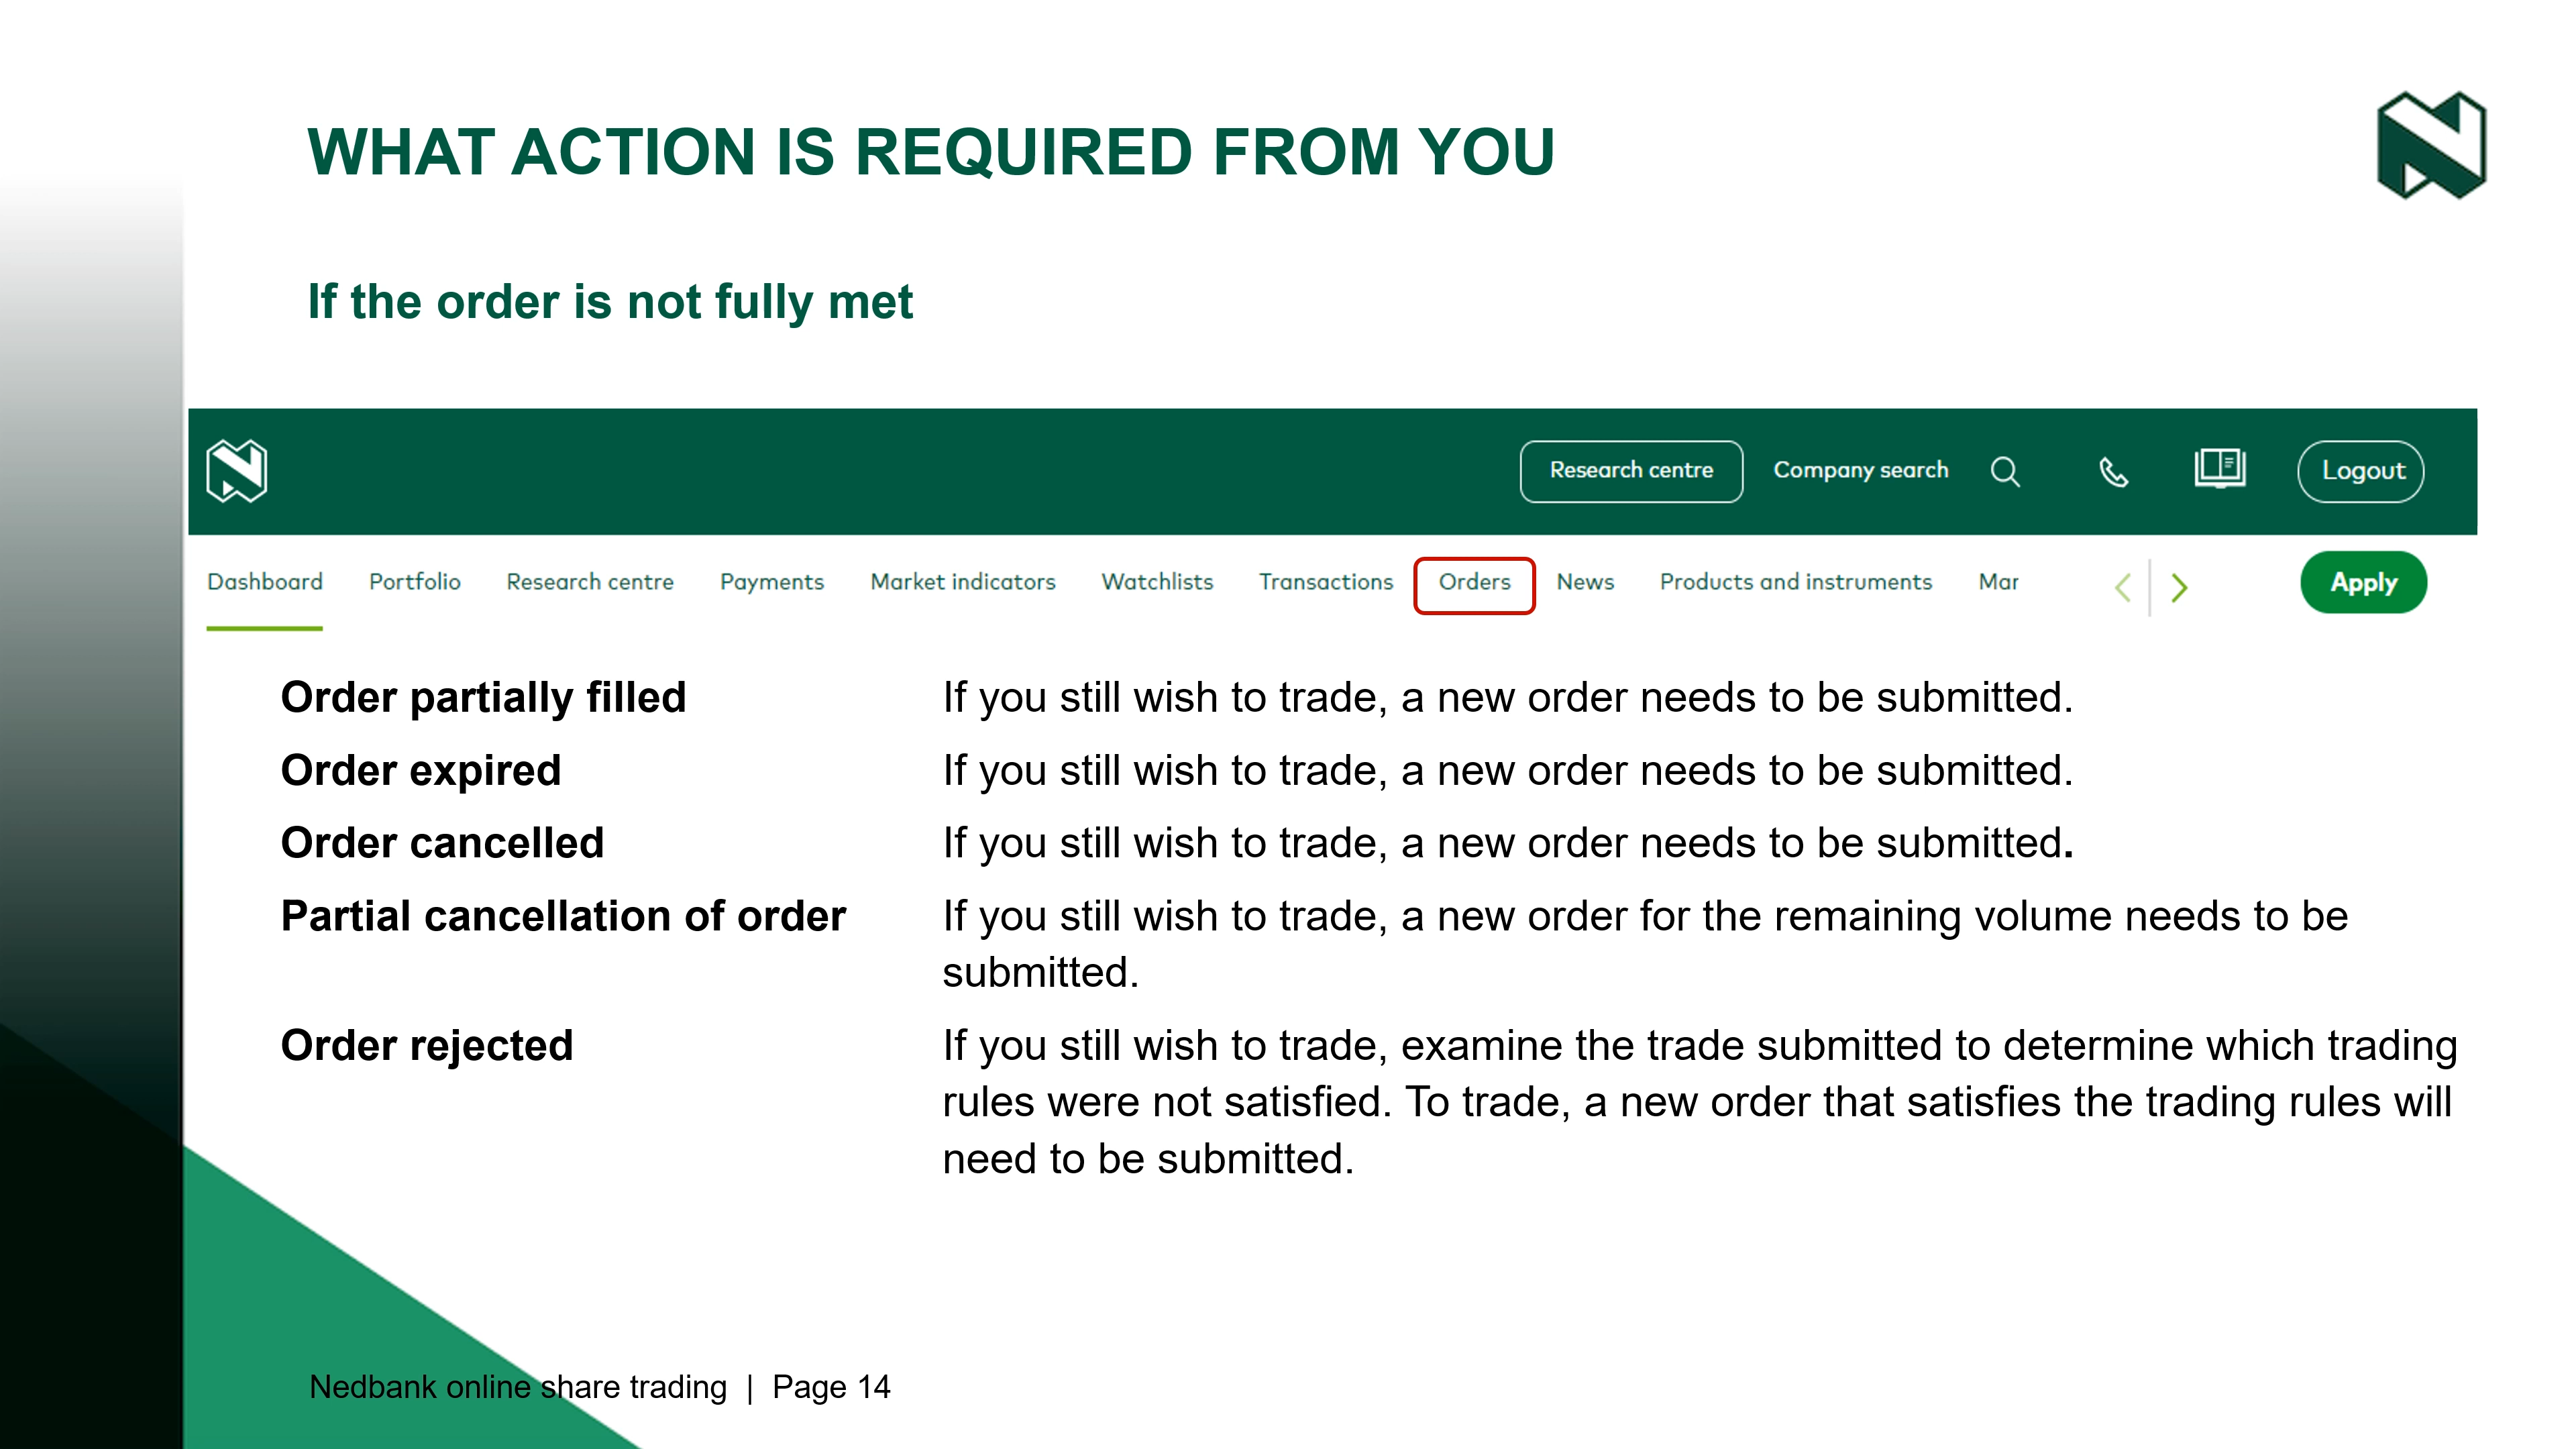 WHAT ACTION IS REQUIRED FROM YOU
If the order is not fully met
Research centre Company search Logout
Dashboard Portfolio Research centre Payments Market indicators Watchlists Transactions Orders News Products and instruments Mar Apply
Order partially filled If you still wish to trade, a new order needs to be submitted.
Order expired If you still wish to trade, a new order needs to be submitted.
Order cancelled If you still wish to trade, a new order needs to be submitted.
Partial cancellation of order If you still wish to trade, a new order for the remaining volume needs to be
submitted.
Order rejected If you still wish to trade, examine the trade submitted to determine which trading
rules were not satisfied. To trade, a new order that satisfies the trading rules will
need to be submitted.
Nedbank online share trading | Page 14